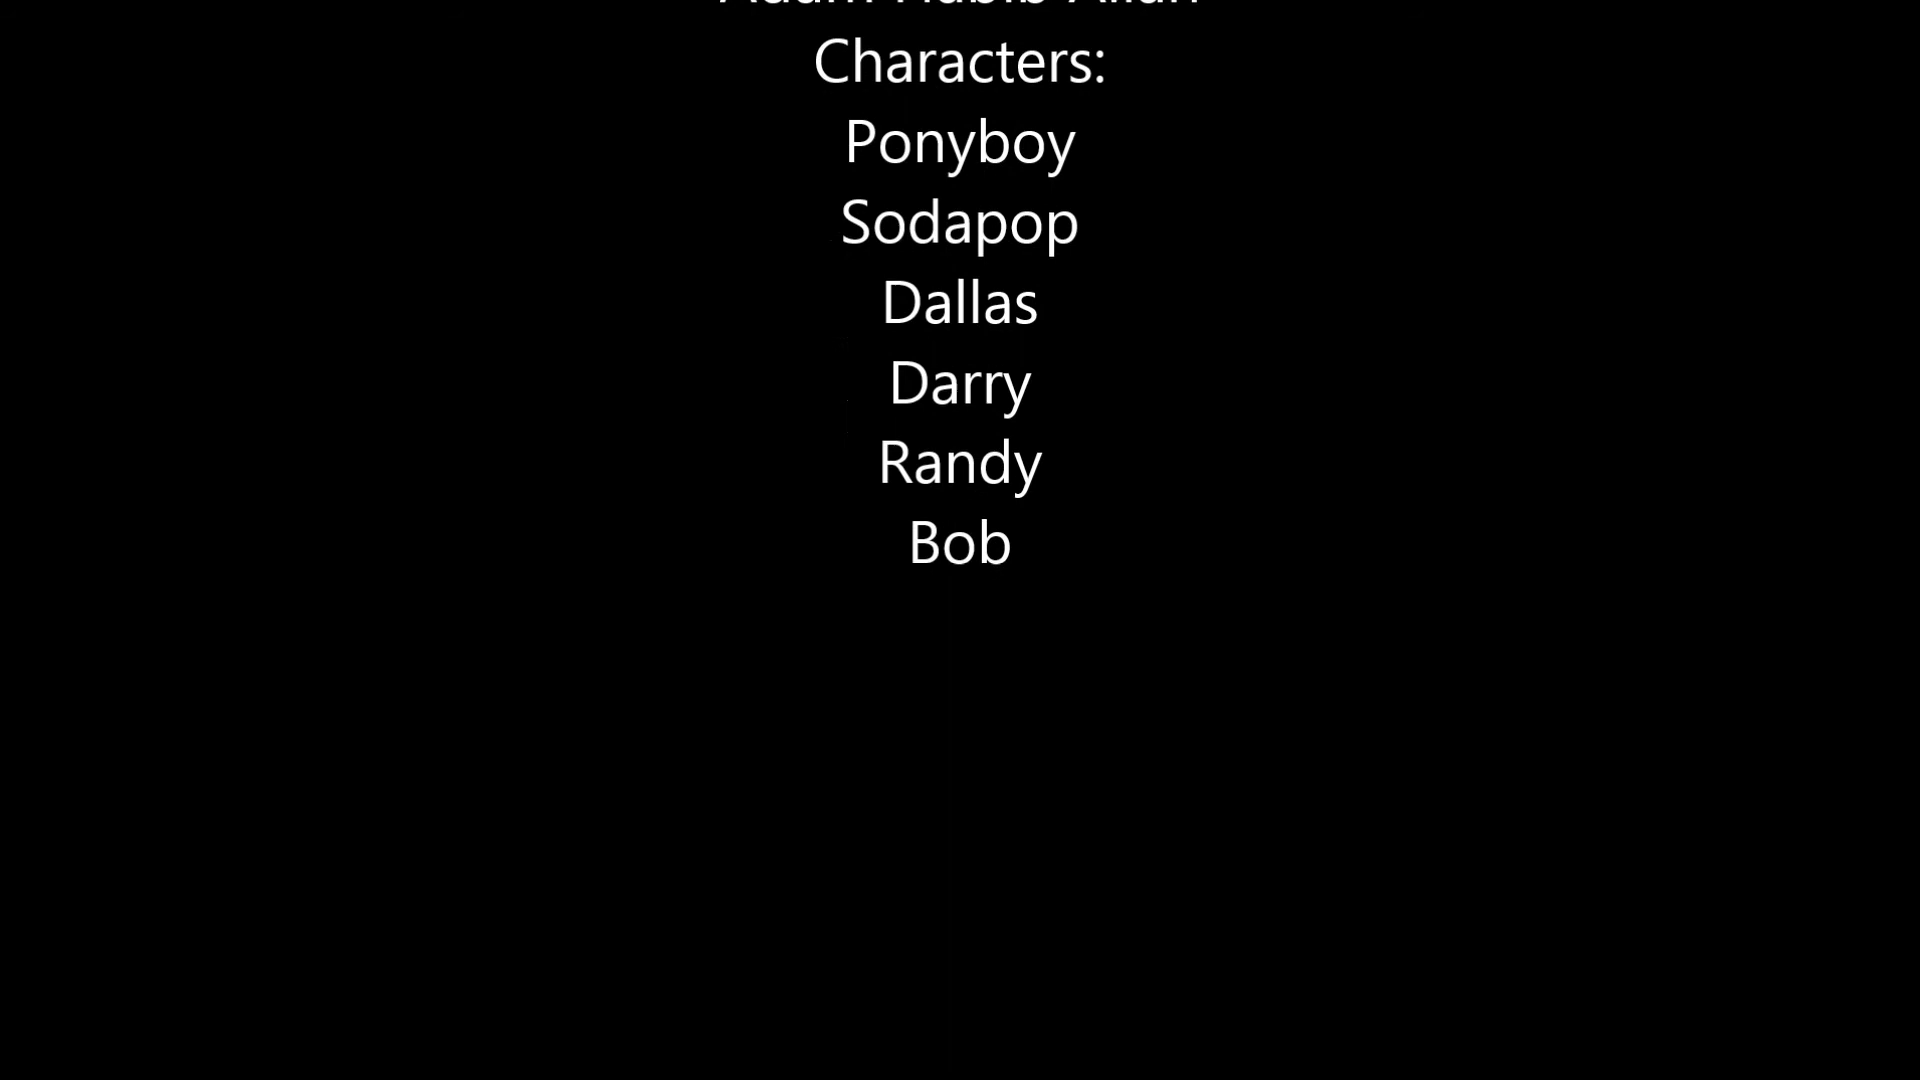 Characters:
Ponyboy
Sodapop
Dallas
Darry
Randy
Bob